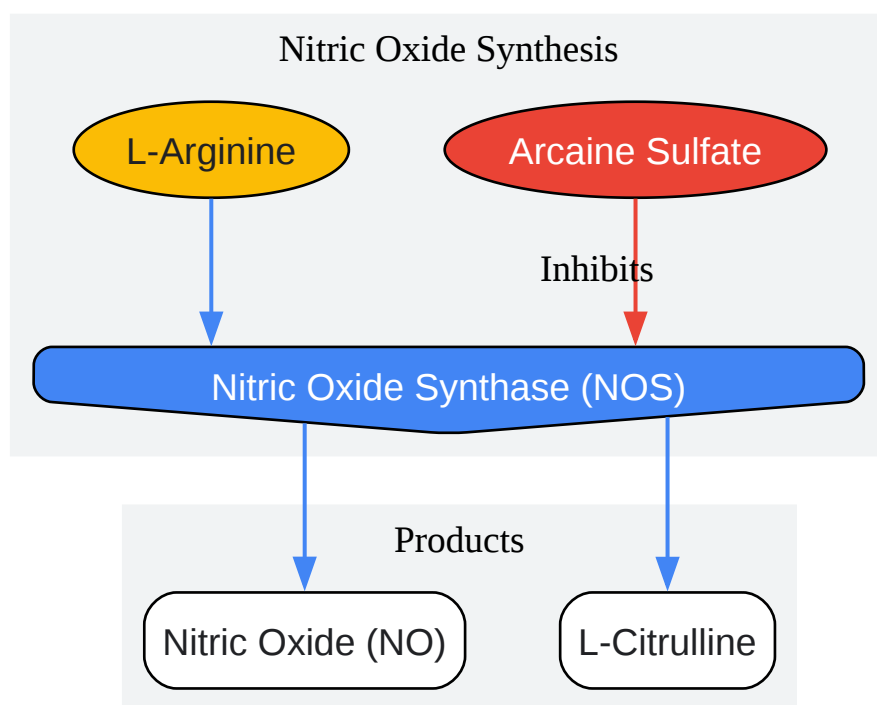 Nitric Oxide Synthesis
L-Arginine
Arcaine Sulfate
Inhibits
Nitric Oxide Synthase (NOS)
Products
Nitric Oxide (NO)
L-Citrulline